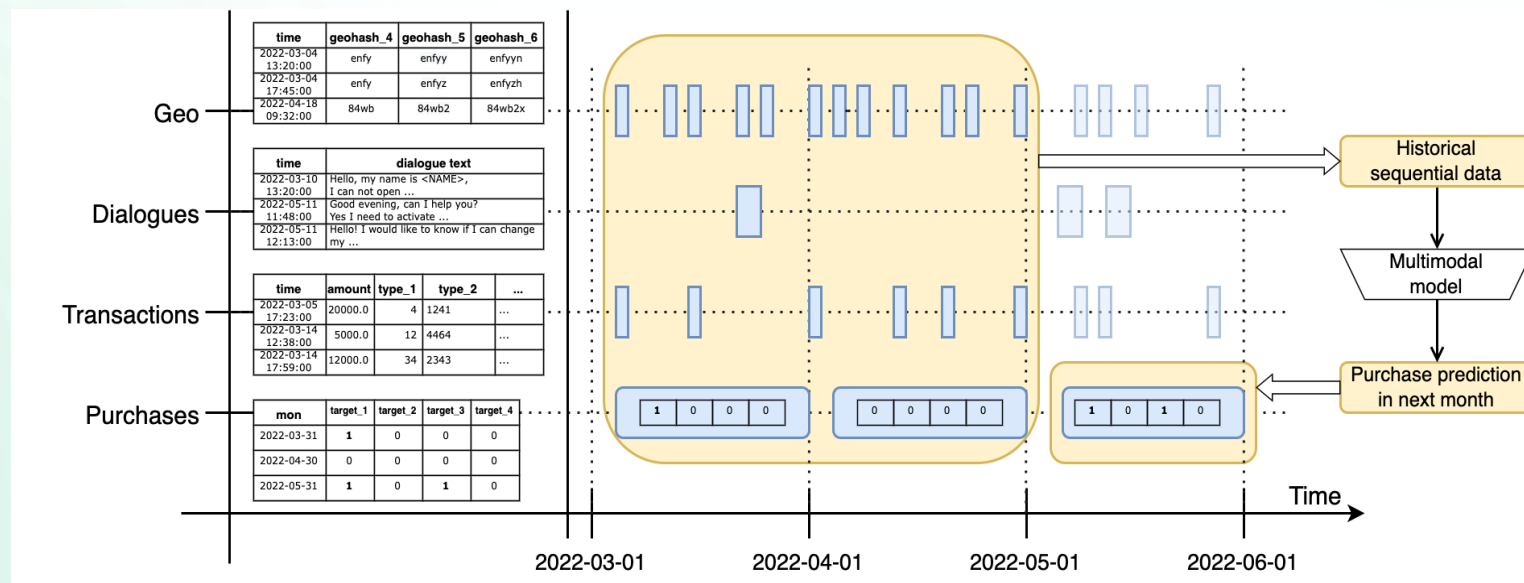 Geo
time geohash_4 geohash_5 geohash_6
2022-03-04
13:20:00 enfy enfyy enfyyn
2022-03-04
17:45:00 enfy enfyz enfyzh
2022-04-18
09:32:00 84wb 84wb2 84wb2x
Dialogues
time dialogue text
2022-03-10
13:20:00
Hello, my name is <NAME>,
I can not open ...
2022-05-11
11:48:00
Good evening, can I help you?
Yes I need to activate ...
2022-05-11
12:13:00
Hello! I would like to know if I can change
my ...
Transactions
time amount type_1 type_2 ...
2022-03-05
17:23:00 20000.0 4 1241 ...
2022-03-14
12:38:00 5000.0 12 4464 ...
2022-03-14
17:59:00 12000.0 34 2343 ...
Purchases
mon target_1 target_2 target_3 target_4
2022-03-31 1 0 0 0
2022-04-30 0 0 0 0
2022-05-31 1 0 1 0
1 0 0 0
0 0 0 0
1 0 1 0
Historical
sequential data
Multimodal
model
Purchase prediction
in next month
Time
2022-03-01
2022-04-01
2022-05-01
2022-06-01